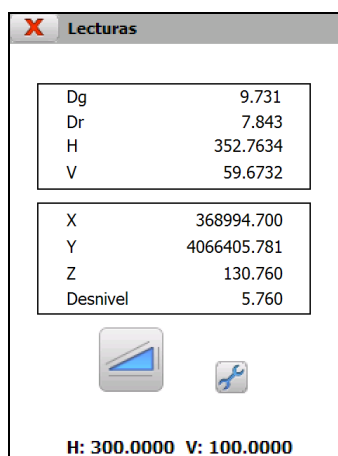 Lecturas
Dg 9.731
Dr 7.843
H 352.7634
V 59.6732
X 368994.700
Y 4066405.781
Z 130.760
Desnivel 5.760
H: 300.0000 V: 100.0000